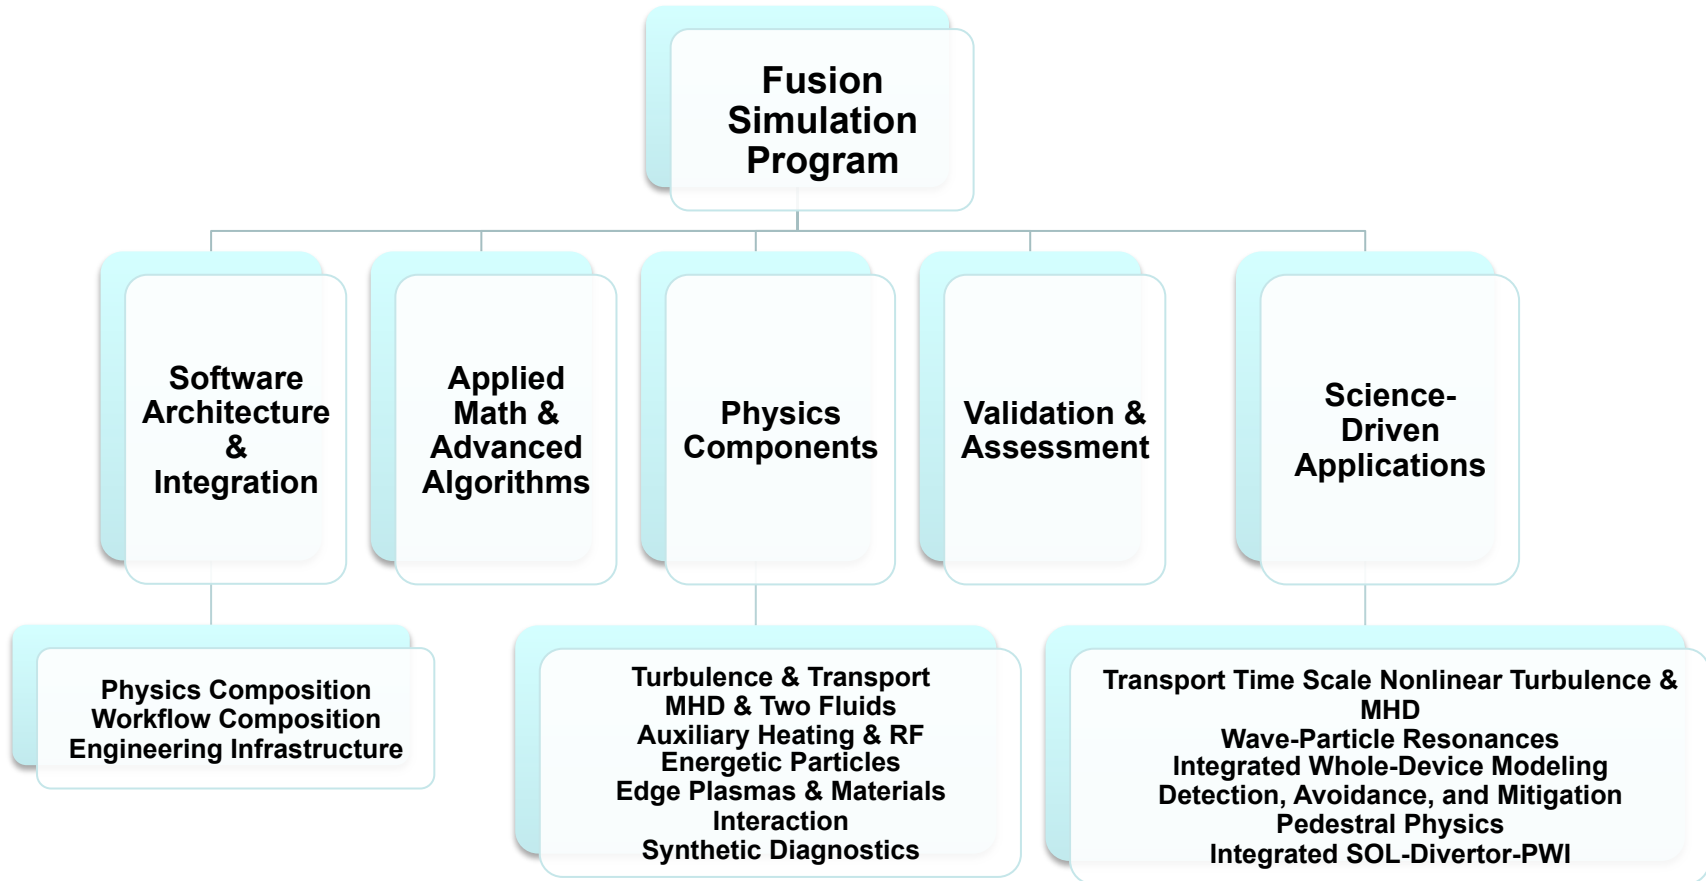 Fusion
Simulation
Program
Software
Architecture
&
Integration
Applied
Math &
Advanced
Algorithms
Physics
Components
Validation &
Assessment
Science-
Driven
Applications
Physics Composition
Workflow Composition
Engineering Infrastructure
Turbulence & Transport
MHD & Two Fluids
Auxiliary Heating & RF
Energetic Particles
Edge Plasmas & Materials
Interaction
Synthetic Diagnostics
Transport Time Scale Nonlinear Turbulence &
MHD
Wave-Particle Resonances
Integrated Whole-Device Modeling
Detection, Avoidance, and Mitigation
Pedestral Physics
Integrated SOL-Divertor-PWI